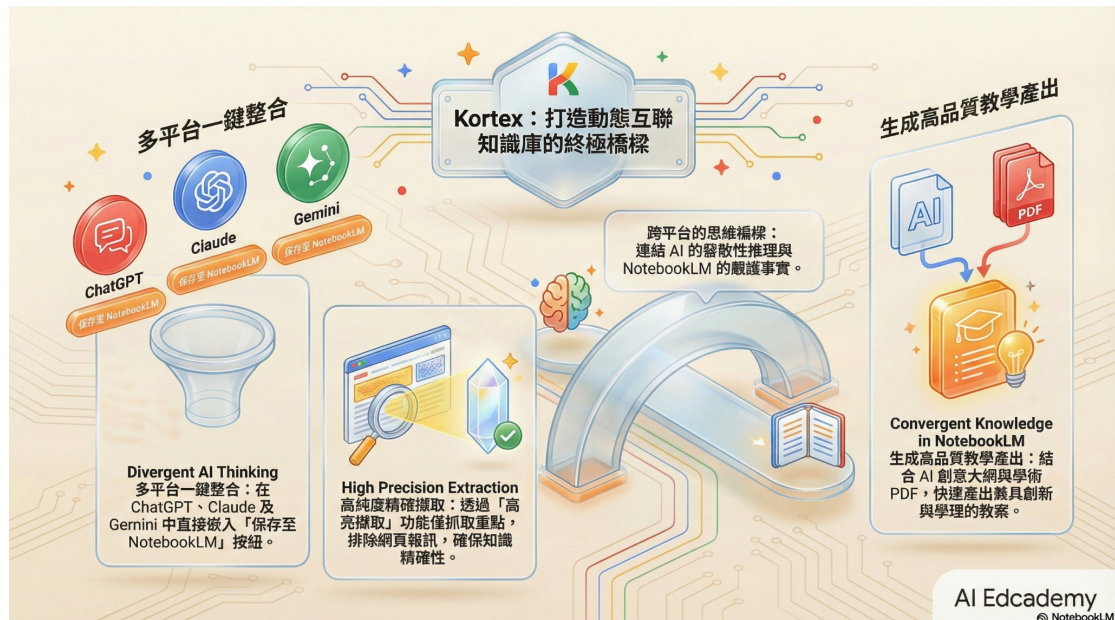 Kortex：打造動態互聯
知識庫的終極橋樑
多平台一鍵整合
ChatGPT
保存至 NotebookLM
Ciaude
保存至 NotebookLM
Gemini
保存至 NotebookLM
Divergent AI Thinking
多平台一鍵整合：在
ChatGPT、Claude 及
Gernini 中直接嵌入「保存至
NotebookLM」按紐。
High Precision Extraction
高純度精確擷取：透過「高
亮擷取」功能僅抓取重點，
排除網頁報訊，確保知識
精確性。
跨平台的思維橋樑：
連結 AI 的發散性推理與
NotebookLM 的觀護事實。
生成高品質教學產出
AI
PDF
Convergent Knowledge
in NotebookLM
生成高品質教學產出：結
合 AI 創意大網與學術
PDF，快速產出兼具創新
與學理的教案。
AI Edcademy
NotebookLM